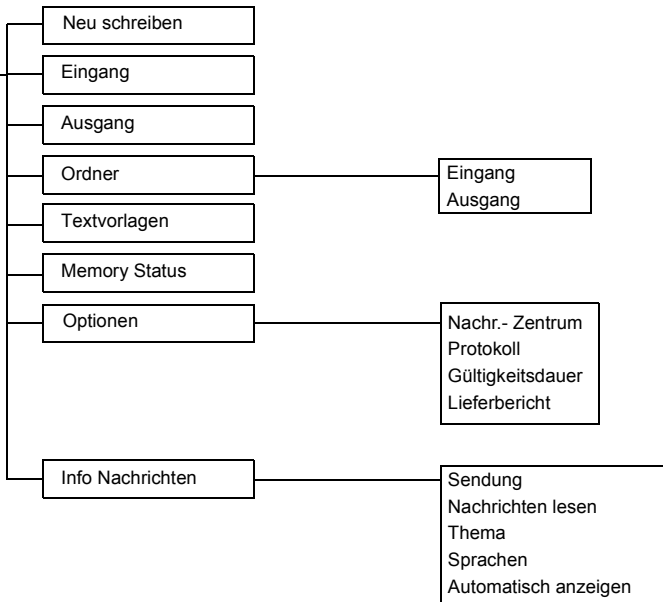 Neu schreiben
Eingang
Ausgang
Ordner
Eingang
Ausgang
Textvorlagen
Memory Status
Optionen
Nachr.- Zentrum
Protokoll
Gültigkeitsdauer
Lieferbericht
Info Nachrichten
Sendung
Nachrichten lesen
Thema
Sprachen
Automatisch anzeigen